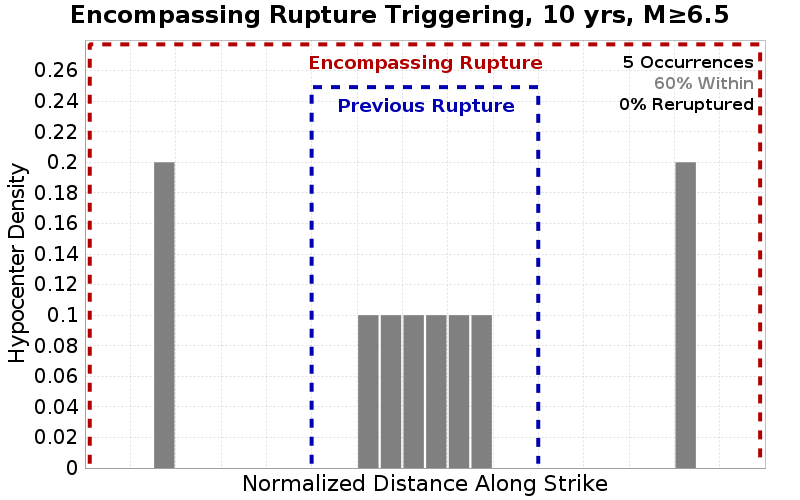 Encompassing Rupture Triggering, 10 yrs, M≥6.5
Encompassing Rupture
5 Occurrences
60% Within
0% Reruptured
Previous Rupture
0.26
0.24
0.22
0.2
0.18
0.16
0.14
0.12
0.1
0.08
0.06
0.04
0.02
0
Hypocenter Density
Normalized Distance Along Strike